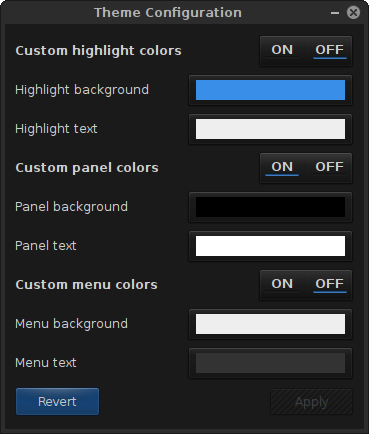 Theme Configuration
Custom highlight colors ON OFF
Highlight background
Highlight text
Custom panel colors ON OFF
Panel background
Panel text
Custom menu colors ON OFF
Menu background
Menu text
Revert Apply